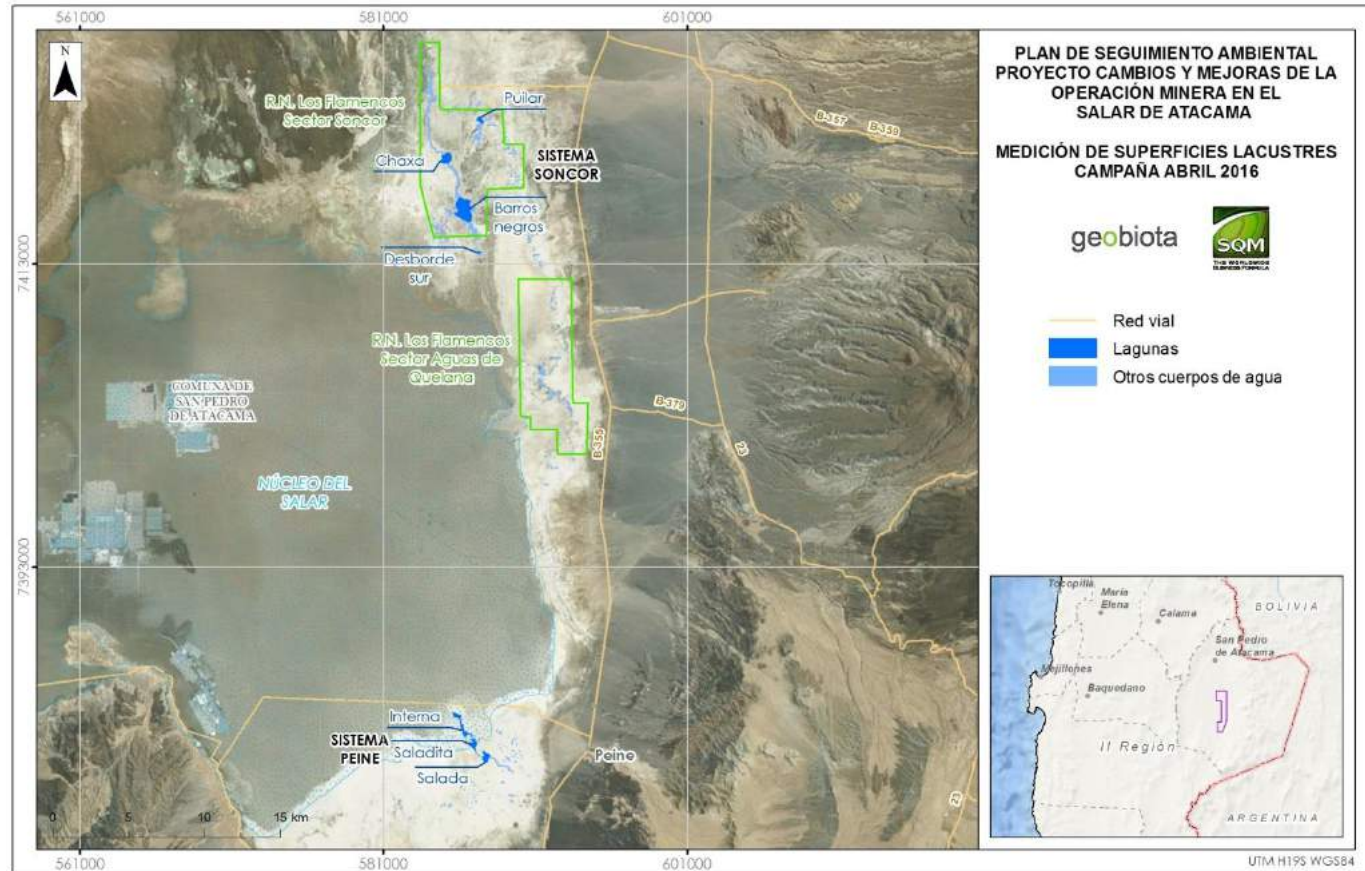 561000
581000
601000
N
R.N. Los Flamencos
Sector Soncor
Puilar
Chaxa
SISTEMA
SONCOR
Barros
negros
Desborde
sur
B-357
B-359
7413000
R.N. Los Flamencos
Sector Aguas de
Quelana
COMUNA DE
SAN PEDRO
DE ATACAMA
B-379
B-355
23
NÚCLEO DEL
SALAR
7393000
Interna
SISTEMA
PEINE
Saladita
Salada
Peine
23
0 5 10 15 km
561000
581000
601000
PLAN DE SEGUIMIENTO AMBIENTAL
PROYECTO CAMBIOS Y MEJORAS DE LA
OPERACIÓN MINERA EN EL
SALAR DE ATACAMA
MEDICIÓN DE SUPERFICIES LACUSTRES
CAMPAÑA ABRIL 2016
geobiota
SQM
THE WORLDWIDE
BUSINESS FORMULA
Red vial
Lagunas
Otros cuerpos de agua
Tocopilla
María
Elena
Calama
BOLIVIA
San Pedro
de Atacama
Mejillones
Baquedano
II Región
ARGENTINA
UTM H19S WGS84